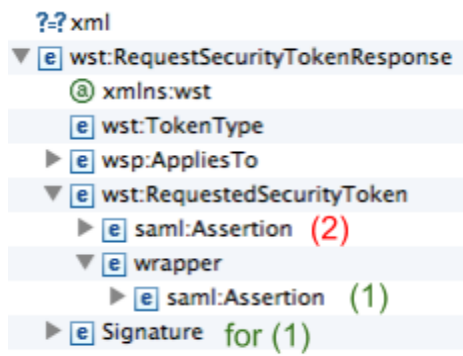 ?=? xml
e wst:RequestSecurityTokenResponse
a xmlns:wst
e wst:TokenType
e wsp:AppliesTo
e wst:RequestedSecurityToken
e saml:Assertion (2)
e wrapper
e saml:Assertion (1)
e Signature for (1)